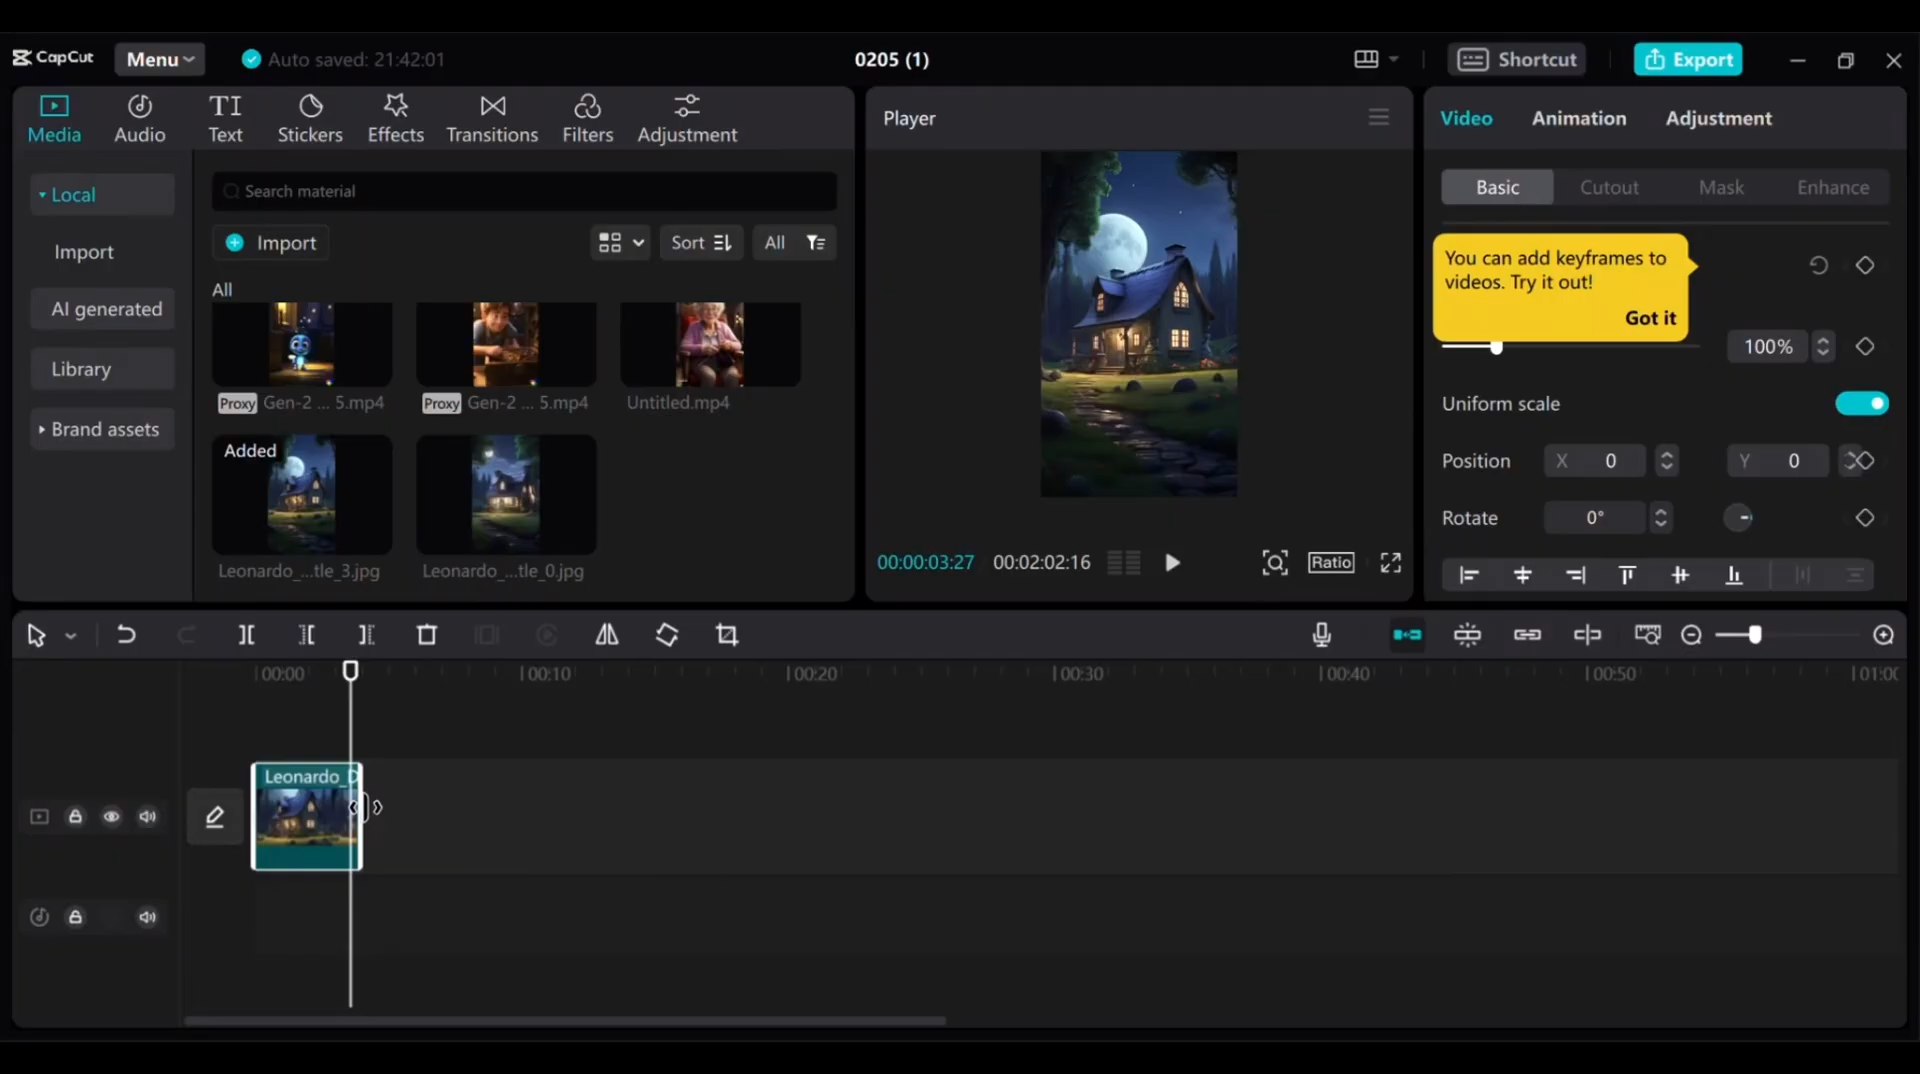 CapCut Menu Auto saved: 21:42:01 0205 (1) Shortcut Export
Media Audio Text Stickers Effects Transitions Filters Adjustment
Local
Import
AI generated
Library
Brand assets
Search material
Import Sort All
All
Proxy Gen-2 ... 5.mp4 Proxy Gen-2 ... 5.mp4 Untitled.mp4
Added
Leonardo_...tle_3.jpg Leonardo_...tle_0.jpg
Player
00:00:03:27 00:02:02:16 Ratio
Video Animation Adjustment
Basic Cutout Mask Enhance
You can add keyframes to
videos. Try it out!
Got it
100%
Uniform scale
Position X 0 Y 0
Rotate 0°
00:00 00:10 00:20 00:30 00:40 00:50 01:00
Leonardo_D